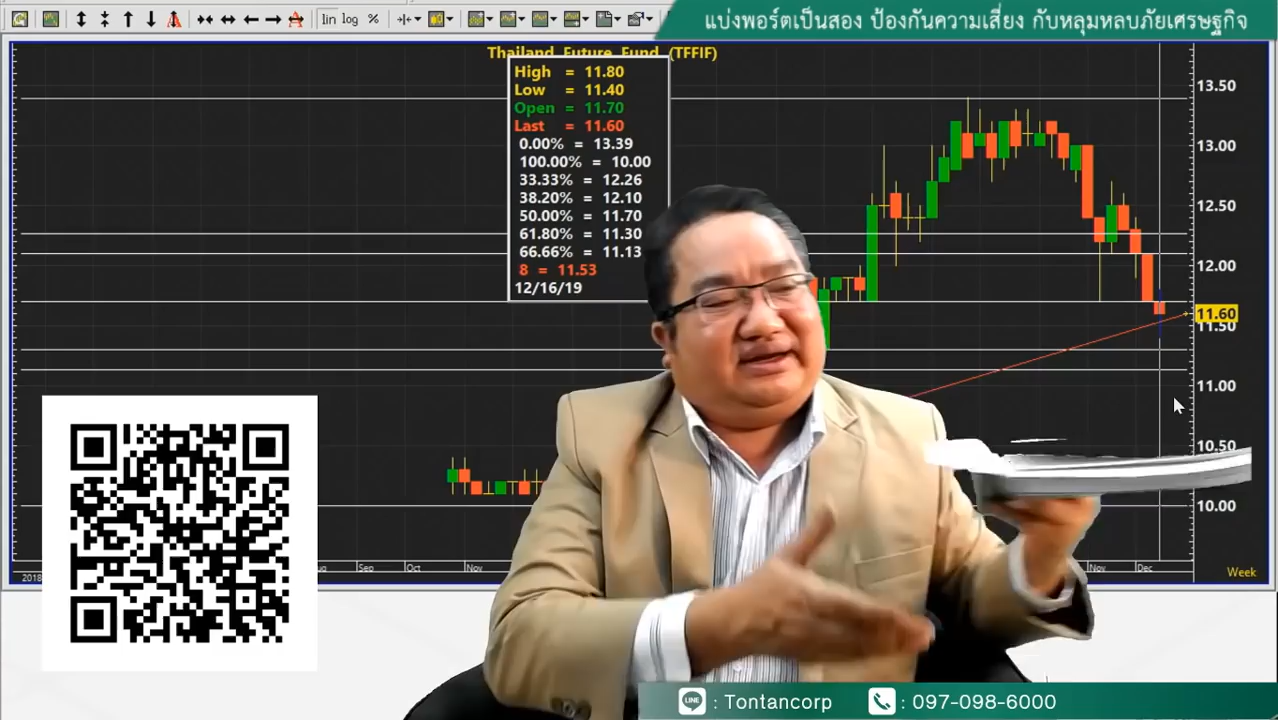 lin log %
แบ่งพอร์ตเป็นสอง ป้องกันความเสี่ยง กับหลุมหลบภัยเศรษฐกิจ
Thailand Future Fund (TFFIF)
High = 11.80
Low = 11.40
Open = 11.70
Last = 11.60
0.00% = 13.39
100.00% = 10.00
33.33% = 12.26
38.20% = 12.10
50.00% = 11.70
61.80% = 11.30
66.66% = 11.13
8 = 11.53
12/16/19
13.50
13.00
12.50
12.00
11.60
11.50
11.00
10.50
10.00
2018
Sep Oct Nov Nov Dec
Week
LINE : Tontancorp : 097-098-6000